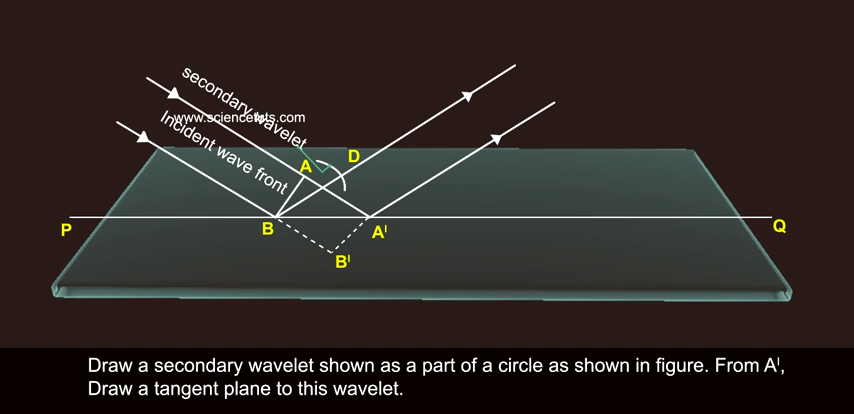 secondary wavelet
www.sciencetuts.com
Incident wave front
A
D
P
B
A'
Q
B'
Draw a secondary wavelet shown as a part of a circle as shown in figure. From A',
Draw a tangent plane to this wavelet.